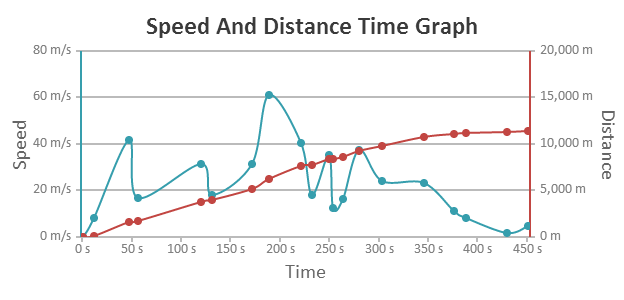 Speed And Distance Time Graph
80 m/s
60 m/s
40 m/s
20 m/s
0 m/s
Speed
20,000 m
15,000 m
10,000 m
5,000 m
0 m
Distance
0 s 50 s 100 s 150 s 200 s 250 s 300 s 350 s 400 s 450 s
Time